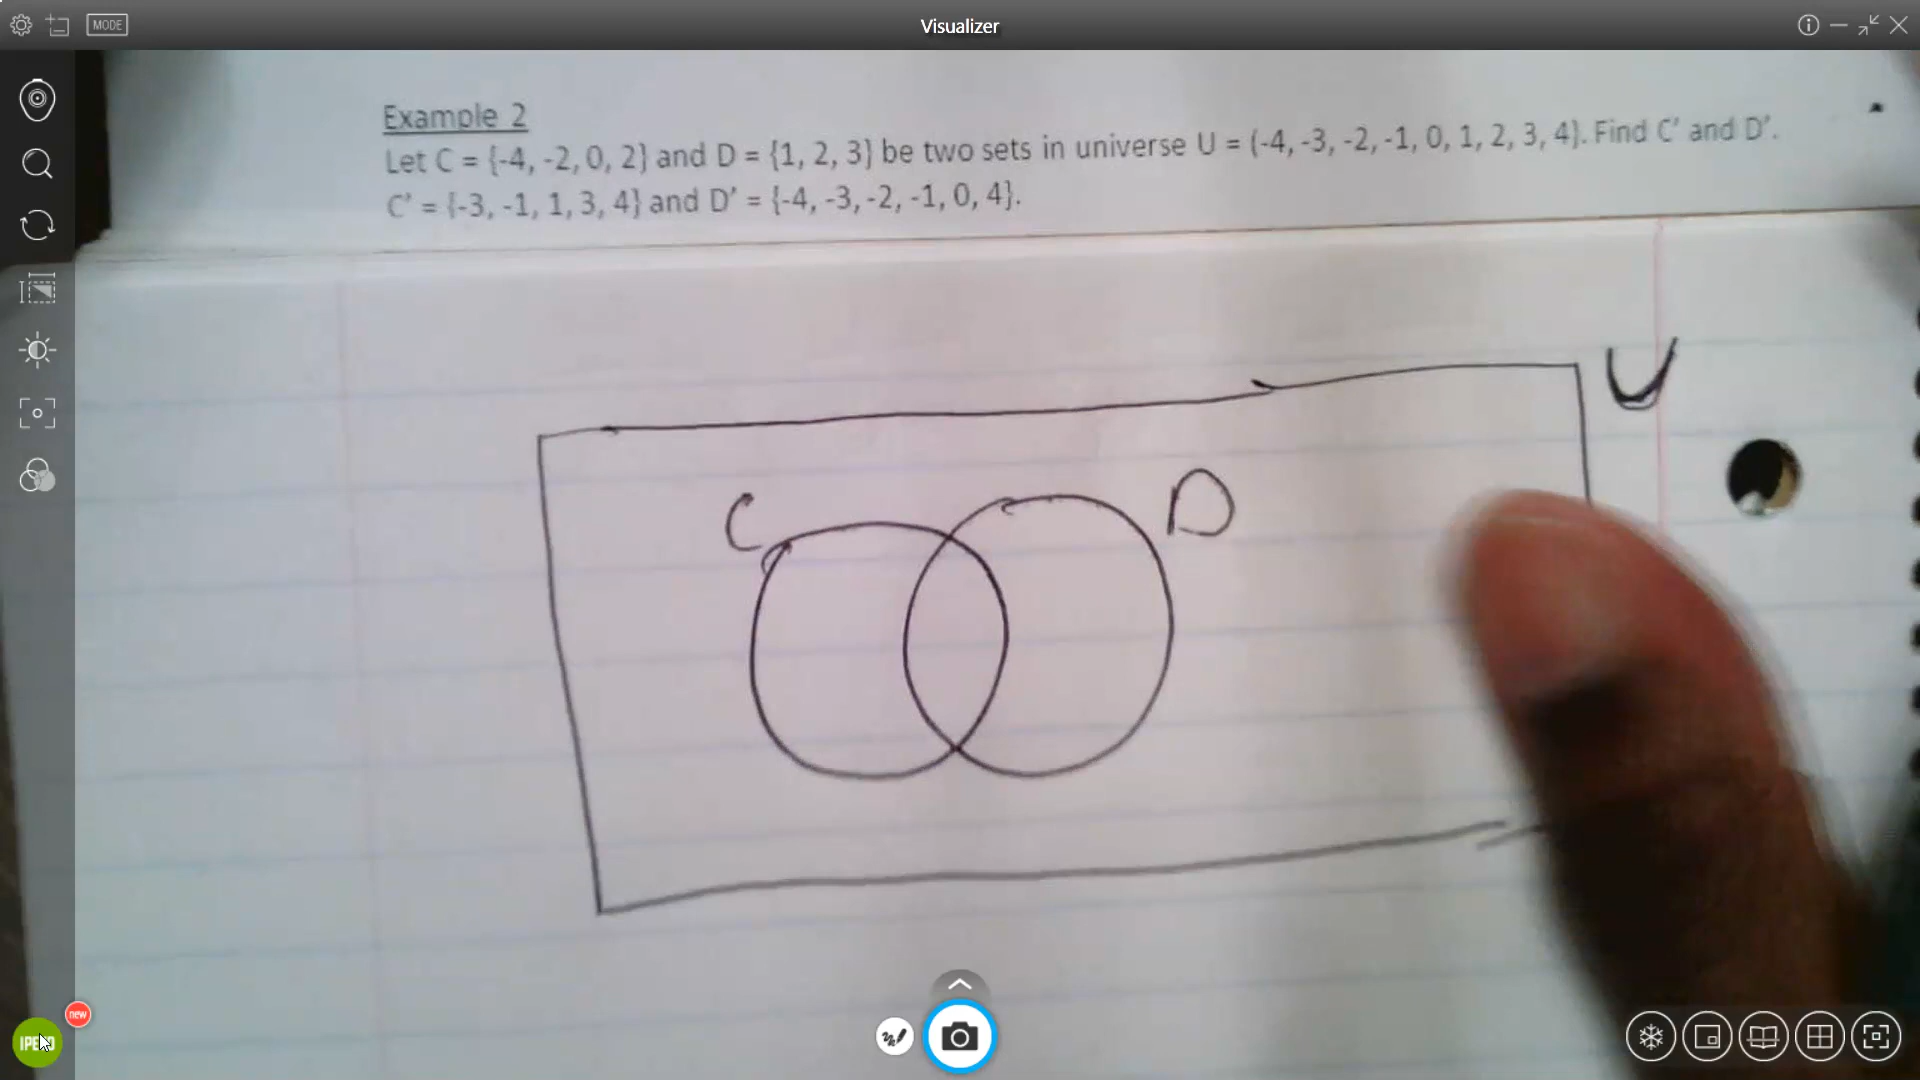 MODE
Visualizer
Example 2
Let C = {-4, -2, 0, 2} and D = {1, 2, 3} be two sets in universe U = (-4, -3, -2, -1, 0, 1, 2, 3, 4}. Find C' and D'.
C' = {-3, -1, 1, 3, 4} and D' = {-4, -3, -2, -1, 0, 4}.
U
C
D
new